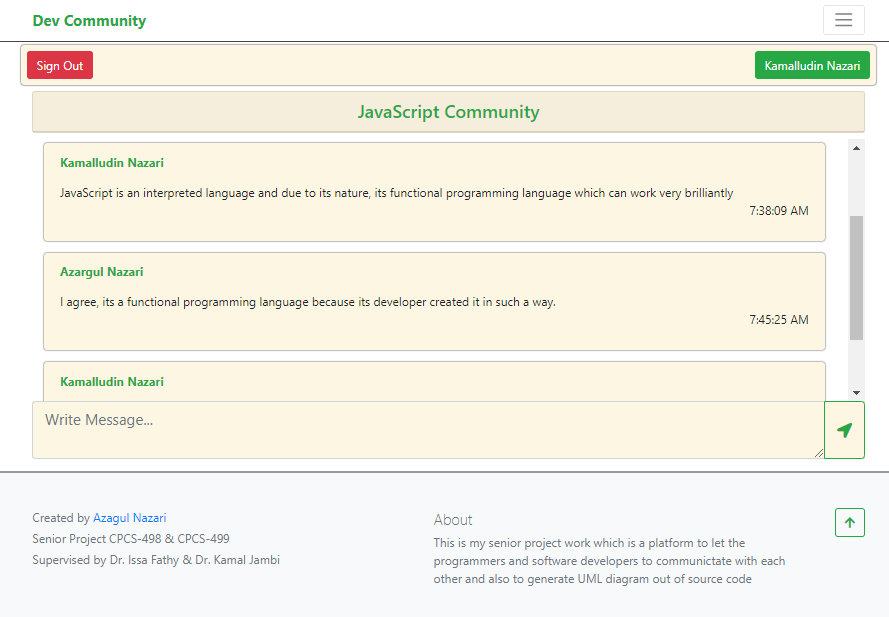 Dev Community
Sign Out
Kamalludin Nazari
JavaScript Community
Kamalludin Nazari
JavaScript is an interpreted language and due to its nature, its functional programming language which can work very brilliantly
7:38:09 AM
Azargul Nazari
I agree, its a functional programming language because its developer created it in such a way.
7:45:25 AM
Kamalludin Nazari
Write Message...
Created by Azagul Nazari
Senior Project CPCS-498 & CPCS-499
Supervised by Dr. Issa Fathy & Dr. Kamal Jambi
About
This is my senior project work which is a platform to let the
programmers and software developers to communictate with each
other and also to generate UML diagram out of source code